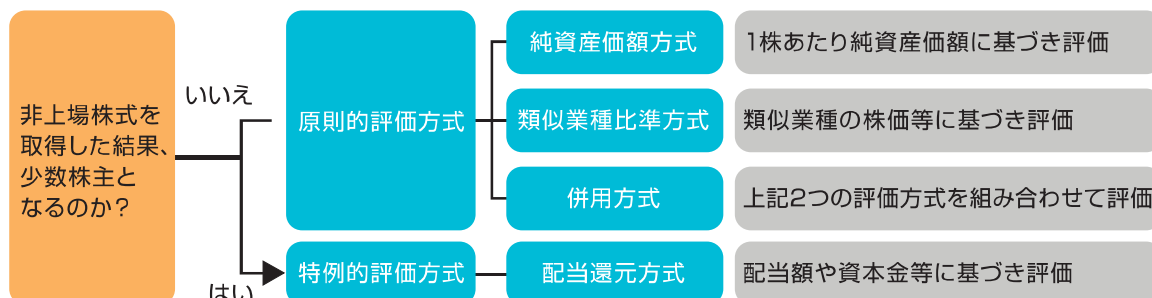 非上場株式を
取得した結果、
少数株主と
なるのか?
いいえ
はい
原則的評価方式
純資産価額方式
1株あたり純資産価額に基づき評価
類似業種比準方式
類似業種の株価等に基づき評価
併用方式
上記2つの評価方式を組み合わせて評価
特例的評価方式
配当還元方式
配当額や資本金等に基づき評価